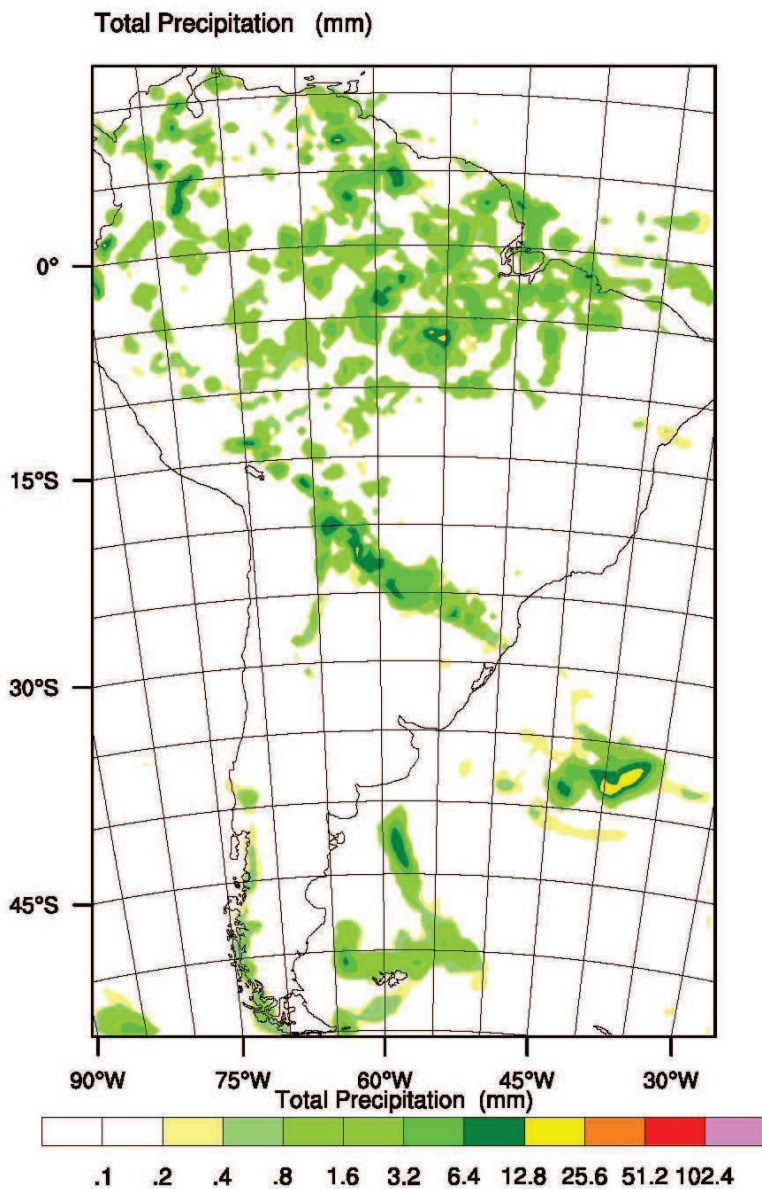 Total Precipitation (mm)
0°
15°S
30°S
45°S
90°W 75°W 60°W 45°W 30°W
Total Precipitation (mm)
.1 .2 .4 .8 1.6 3.2 6.4 12.8 25.6 51.2 102.4